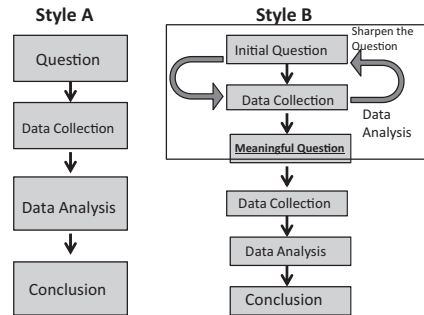 Style A
Question
Data Collection
Data Analysis
Conclusion
Style B
Sharpen the
Question
Initial Question
Data Collection
Data
Analysis
Meaningful Question
Data Collection
Data Analysis
Conclusion